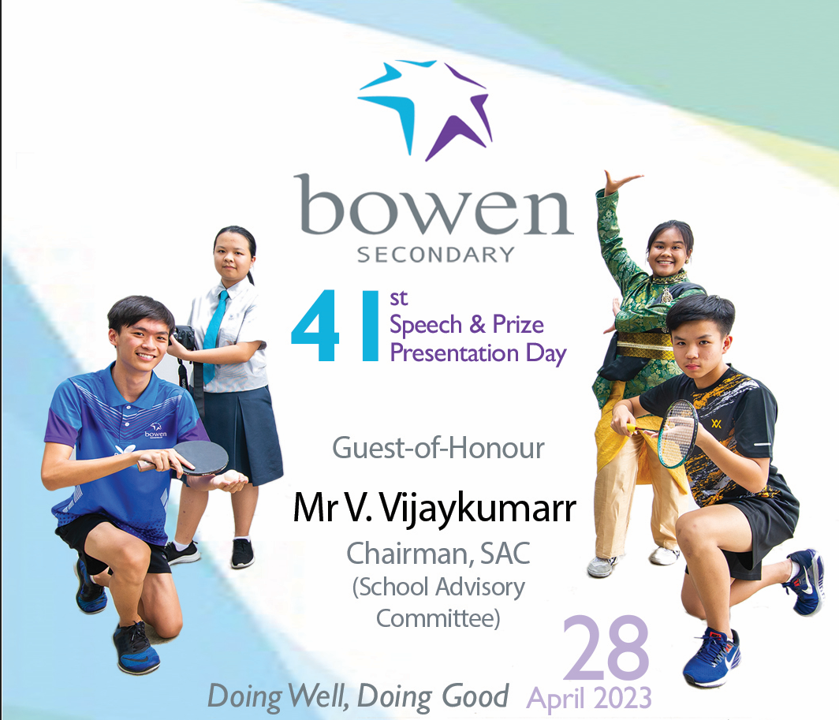 bowen
SECONDARY
41st
Speech & Prize
Presentation Day
Guest-of-Honour
Mr V. Vijaykumarr
Chairman, SAC
(School Advisory
Committee)
28
April 2023
Doing Well, Doing Good
bowen